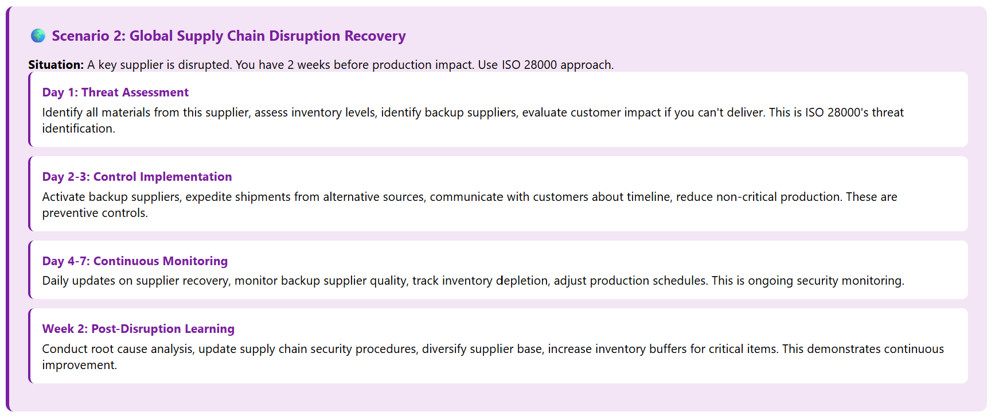 Scenario 2: Global Supply Chain Disruption Recovery
Situation: A key supplier is disrupted. You have 2 weeks before production impact. Use ISO 28000 approach.
Day 1: Threat Assessment
Identify all materials from this supplier, assess inventory levels, identify backup suppliers, evaluate customer impact if you can't deliver. This is ISO 28000's threat
identification.
Day 2-3: Control Implementation
Activate backup suppliers, expedite shipments from alternative sources, communicate with customers about timeline, reduce non-critical production. These are
preventive controls.
Day 4-7: Continuous Monitoring
Daily updates on supplier recovery, monitor backup supplier quality, track inventory depletion, adjust production schedules. This is ongoing security monitoring.
Week 2: Post-Disruption Learning
Conduct root cause analysis, update supply chain security procedures, diversify supplier base, increase inventory buffers for critical items. This demonstrates continuous
improvement.